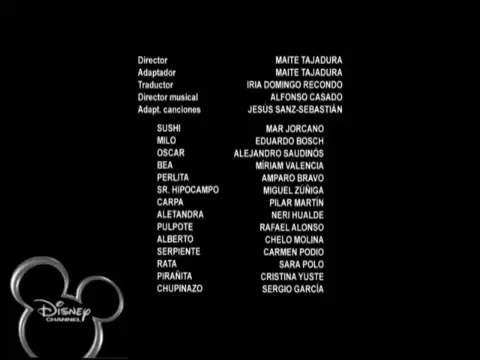 Director MAITE TAJADURA
Adaptador MAITE TAJADURA
Traductor IRIA DOMINGO RECONDO
Director musical ALFONSO CASADO
Adapt. canciones JESÚS SANZ-SEBASTIÁN
SUSHI MAR JORCANO
MILO EDUARDO BOSCH
OSCAR ALEJANDRO SAUDINÓS
BEA MÍRIAM VALENCIA
PERLITA AMPARO BRAVO
SR. HIPOCAMPO MIGUEL ZÚÑIGA
CARPA PILAR MARTÍN
ALETANDRA NERI HUALDE
PULPOTE RAFAEL ALONSO
ALBERTO CHELO MOLINA
SERPIENTE CARMEN PODIO
RATA SARA POLO
PIRAÑITA CRISTINA YUSTE
CHUPINAZO SERGIO GARCÍA
Disney
CHANNEL